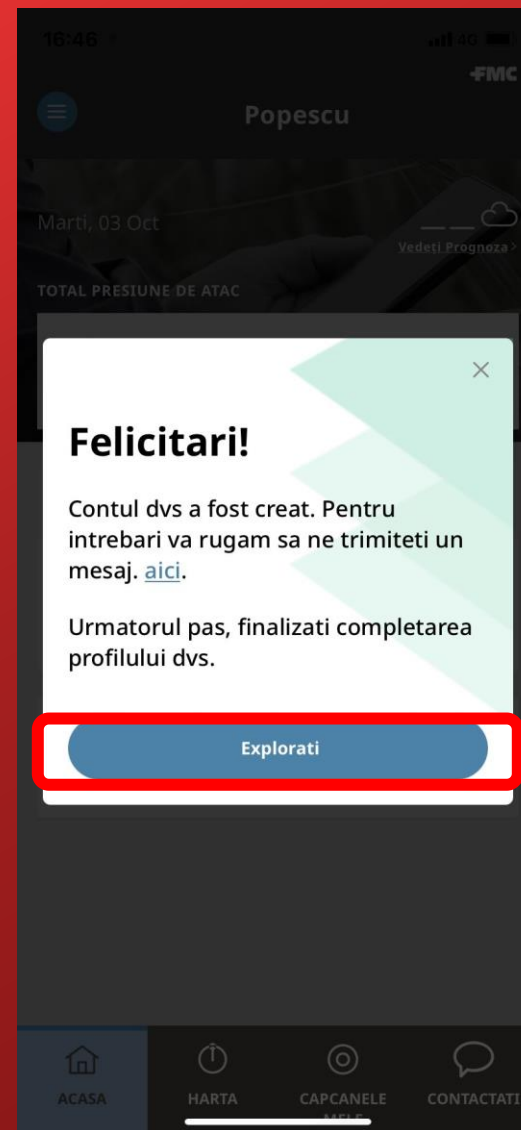 16:46
4G
FMC
Popescu
Marti, 03 Oct
Vedeți Prognoza >
TOTAL PRESIUNE DE ATAC
Felicitari!
Contul dvs a fost creat. Pentru
intrebari va rugam sa ne trimiteti un
mesaj. aici.
Urmatorul pas, finalizati completarea
profilului dvs.
Explorati
ACASA
HARTA
CAPCANELE
MELE
CONTACTATI